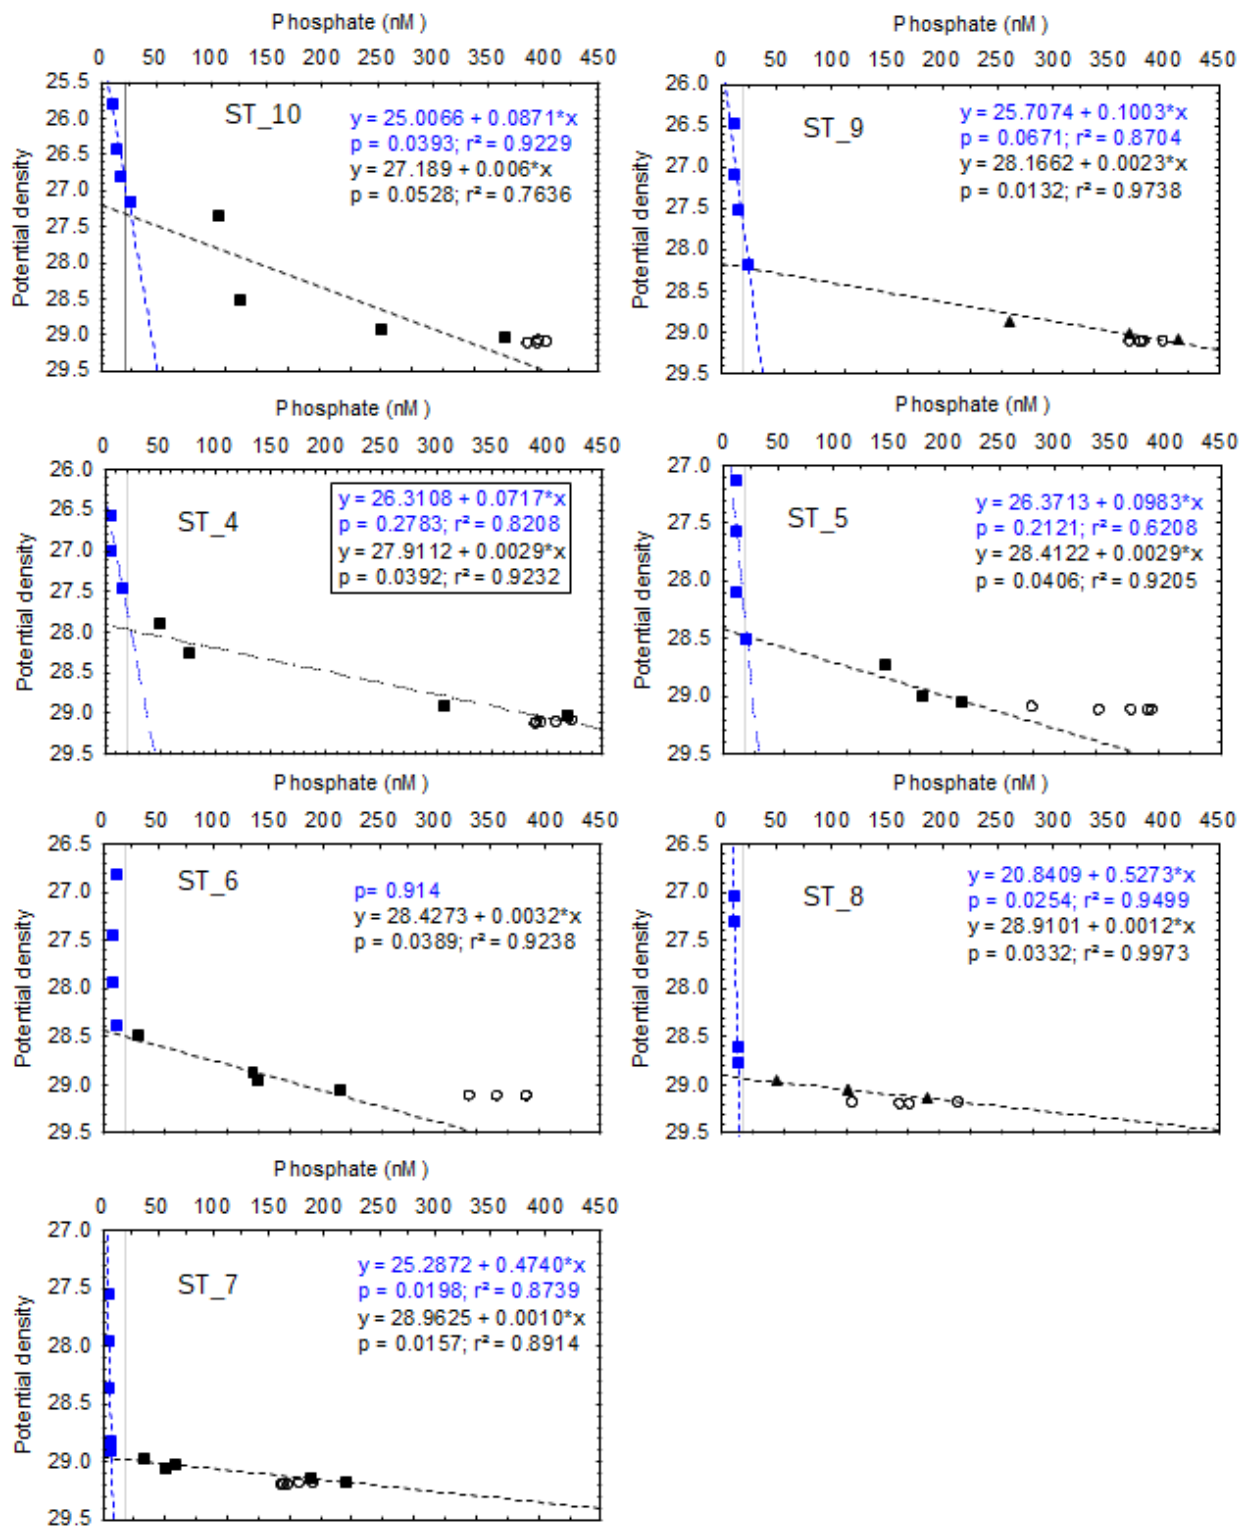 Phosphate (nM)
0 50 100 150 200 250 300 350 400 450
25.5
26.0
26.5
27.0
27.5
28.0
28.5
29.0
29.5
Potential density
ST_10
y = 25.0066 + 0.0871*x
p = 0.0393; r² = 0.9229
y = 27.189 + 0.006*x
p = 0.0528; r² = 0.7636
Phosphate (nM)
0 50 100 150 200 250 300 350 400 450
26.0
26.5
27.0
27.5
28.0
28.5
29.0
29.5
Potential density
ST_9
y = 25.7074 + 0.1003*x
p = 0.0671; r² = 0.8704
y = 28.1662 + 0.0023*x
p = 0.0132; r² = 0.9738
Phosphate (nM)
0 50 100 150 200 250 300 350 400 450
26.0
26.5
27.0
27.5
28.0
28.5
29.0
29.5
Potential density
ST_4
y = 26.3108 + 0.0717*x
p = 0.2783; r² = 0.8208
y = 27.9112 + 0.0029*x
p = 0.0392; r² = 0.9232
Phosphate (nM)
0 50 100 150 200 250 300 350 400 450
27.0
27.5
28.0
28.5
29.0
29.5
Potential density
ST_5
y = 26.3713 + 0.0983*x
p = 0.2121; r² = 0.6208
y = 28.4122 + 0.0029*x
p = 0.0406; r² = 0.9205
Phosphate (nM)
0 50 100 150 200 250 300 350 400 450
26.5
27.0
27.5
28.0
28.5
29.0
29.5
Potential density
ST_6
p= 0.914
y = 28.4273 + 0.0032*x
p = 0.0389; r² = 0.9238
Phosphate (nM)
0 50 100 150 200 250 300 350 400 450
26.5
27.0
27.5
28.0
28.5
29.0
29.5
Potential density
ST_8
y = 20.8409 + 0.5273*x
p = 0.0254; r² = 0.9499
y = 28.9101 + 0.0012*x
p = 0.0332; r² = 0.9973
Phosphate (nM)
0 50 100 150 200 250 300 350 400 450
27.0
27.5
28.0
28.5
29.0
29.5
Potential density
ST_7
y = 25.2872 + 0.4740*x
p = 0.0198; r² = 0.8739
y = 28.9625 + 0.0010*x
p = 0.0157; r² = 0.8914